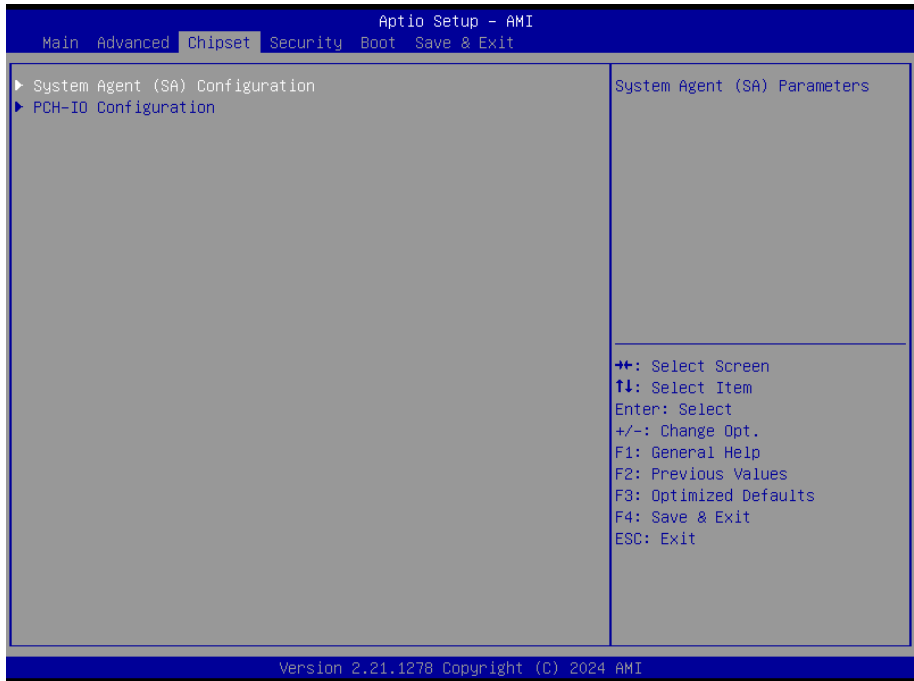 Aptio Setup – AMI
Main Advanced Chipset Security Boot Save & Exit
System Agent (SA) Configuration
PCH-IO Configuration
System Agent (SA) Parameters
→←: Select Screen
↑↓: Select Item
Enter: Select
+/-: Change Opt.
F1: General Help
F2: Previous Values
F3: Optimized Defaults
F4: Save & Exit
ESC: Exit
Version 2.21.1278 Copyright (C) 2024 AMI